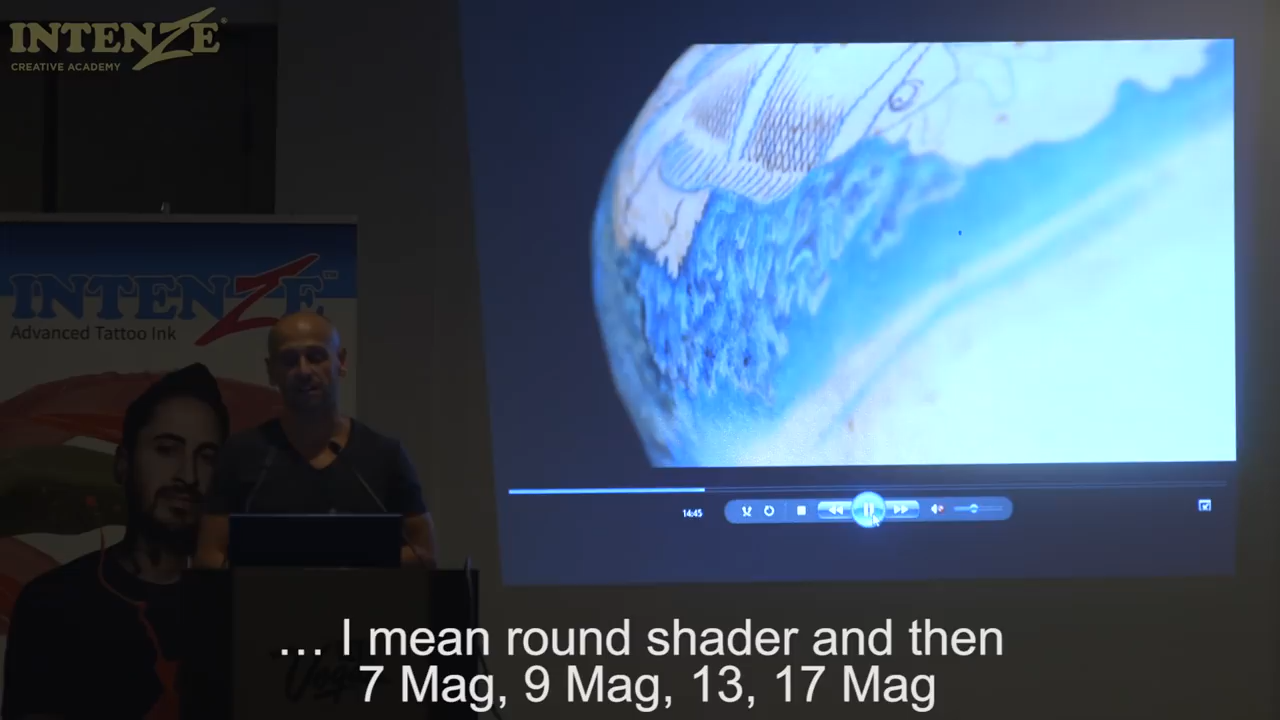 INTENZE
CREATIVE ACADEMY
INTENZE™
Advanced Tattoo Ink
14:45
... I mean round shader and then
7 Mag, 9 Mag, 13, 17 Mag